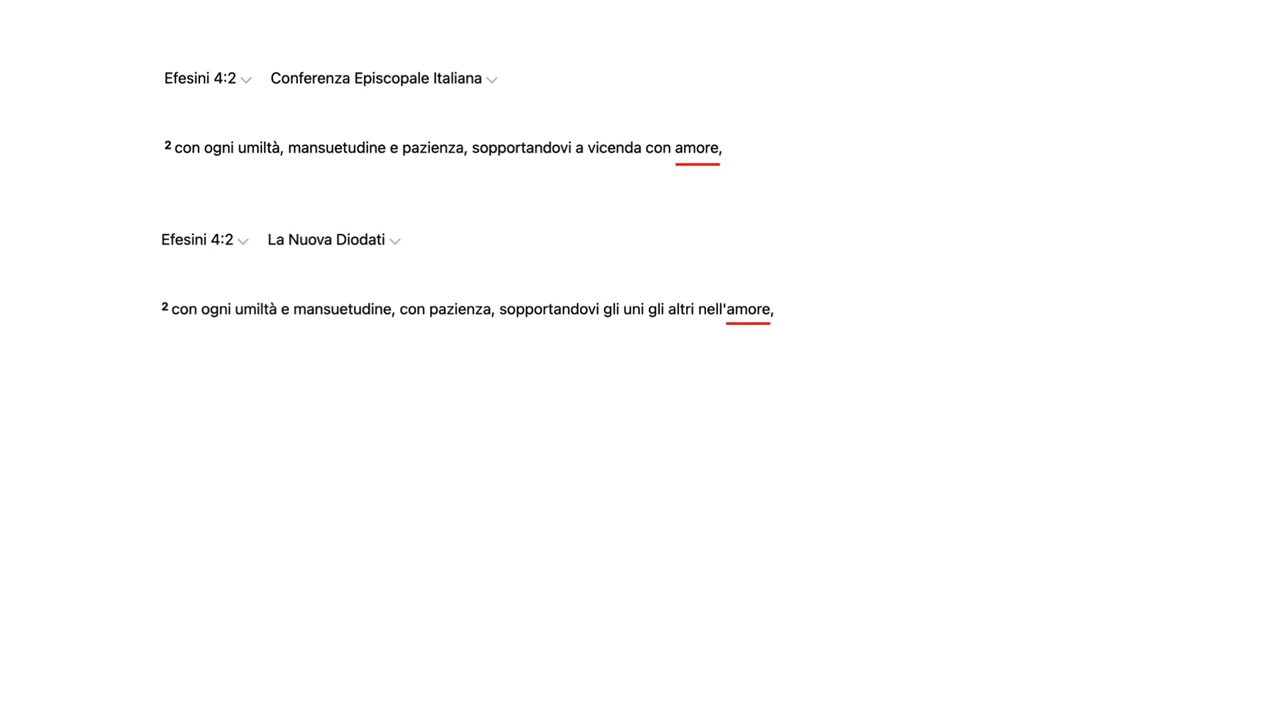 Efesini 4:2 Conferenza Episcopale Italiana
2 con ogni umiltà, mansuetudine e pazienza, sopportandovi a vicenda con amore,
Efesini 4:2 La Nuova Diodati
2 con ogni umiltà e mansuetudine, con pazienza, sopportandovi gli uni gli altri nell'amore,